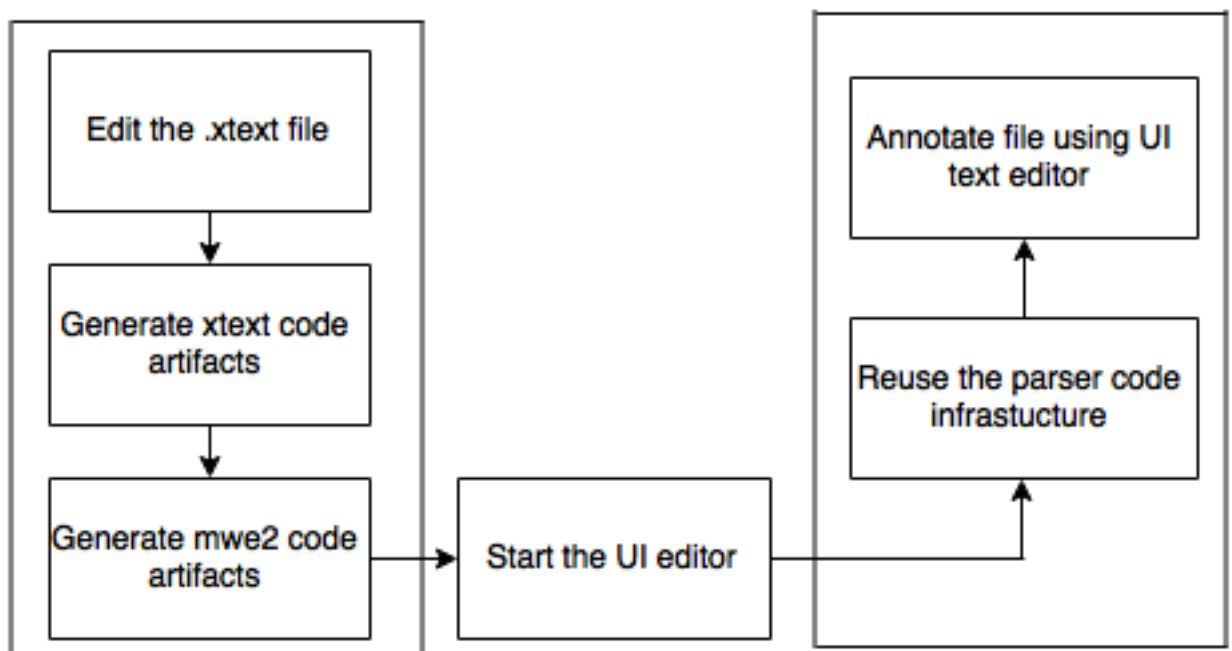 Edit the .xtext file
Generate xtext code
artifacts
Generate mwe2 code
artifacts
Start the UI editor
Reuse the parser code
infrastucture
Annotate file using UI
text editor